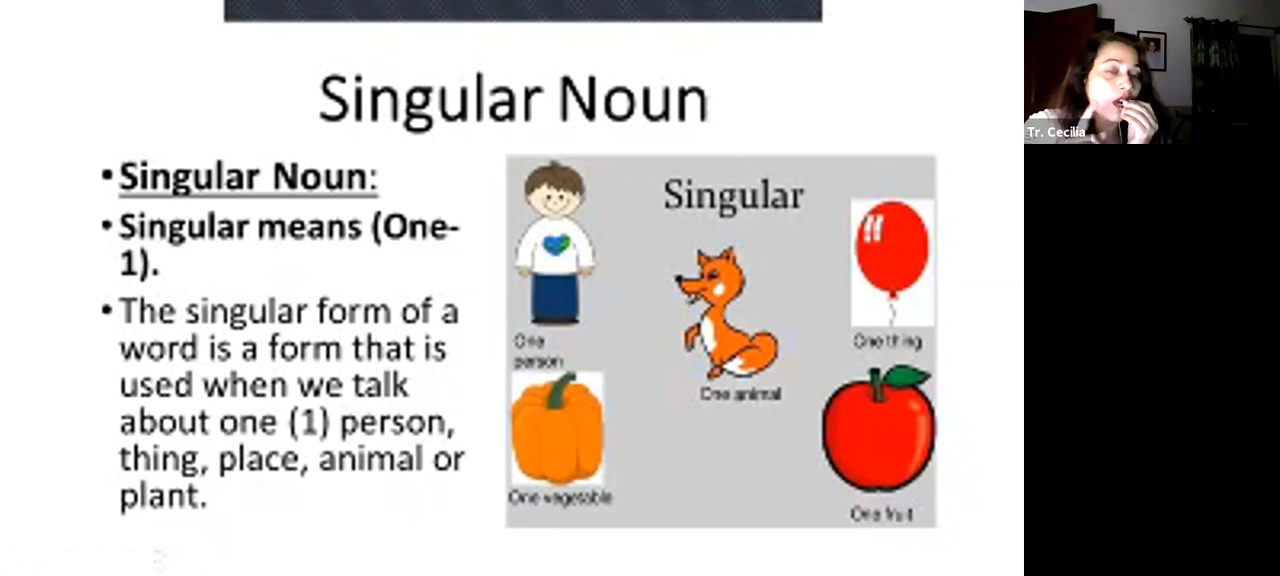 Singular Noun
• Singular Noun:
• Singular means (One-
1).
• The singular form of a
word is a form that is
used when we talk
about one (1) person,
thing, place, animal or
plant.
Singular
One
person
One thing
One animal
One vegetable
One fruit
Tr. Cecilia